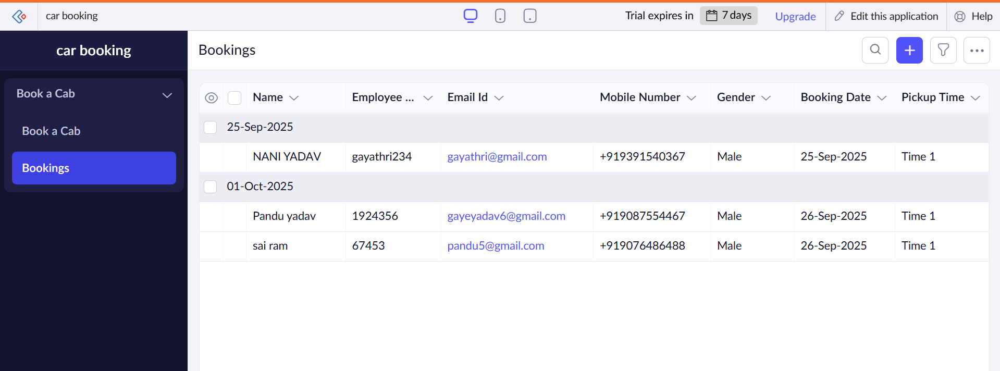 car booking
Trial expires in 7 days Upgrade Edit this application Help
car booking
Bookings
Book a Cab
Book a Cab
Bookings
Name Employee ... Email Id Mobile Number Gender Booking Date Pickup Time
25-Sep-2025
NANI YADAV gayathri234 gayathri@gmail.com +919391540367 Male 25-Sep-2025 Time 1
01-Oct-2025
Pandu yadav 1924356 gayeyadav6@gmail.com +919087554467 Male 26-Sep-2025 Time 1
sai ram 67453 pandu5@gmail.com +919076486488 Male 26-Sep-2025 Time 1